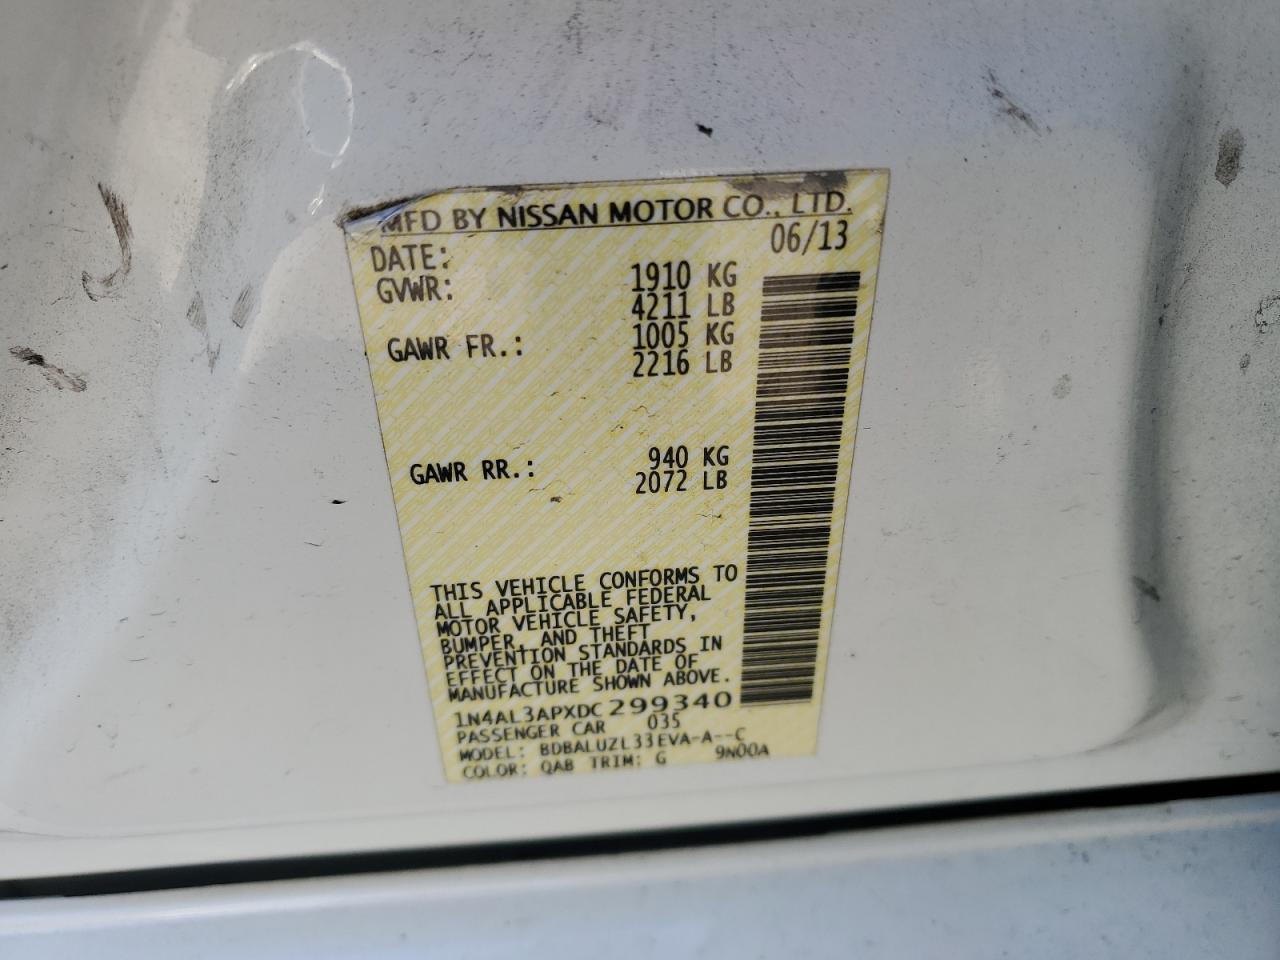 MFD BY NISSAN MOTOR CO., LTD.
DATE: 06/13
GVWR: 1910 KG
4211 LB
GAWR FR.: 1005 KG
2216 LB
GAWR RR.: 940 KG
2072 LB
THIS VEHICLE CONFORMS TO
ALL APPLICABLE FEDERAL
MOTOR VEHICLE SAFETY,
BUMPER, AND THEFT
PREVENTION STANDARDS IN
EFFECT ON THE DATE OF
MANUFACTURE SHOWN ABOVE.
1N4AL3APXDC299340
PASSENGER CAR 035
MODEL: BDBALUZL33EVA-A--C
COLOR: QAB TRIM: G 9N00A